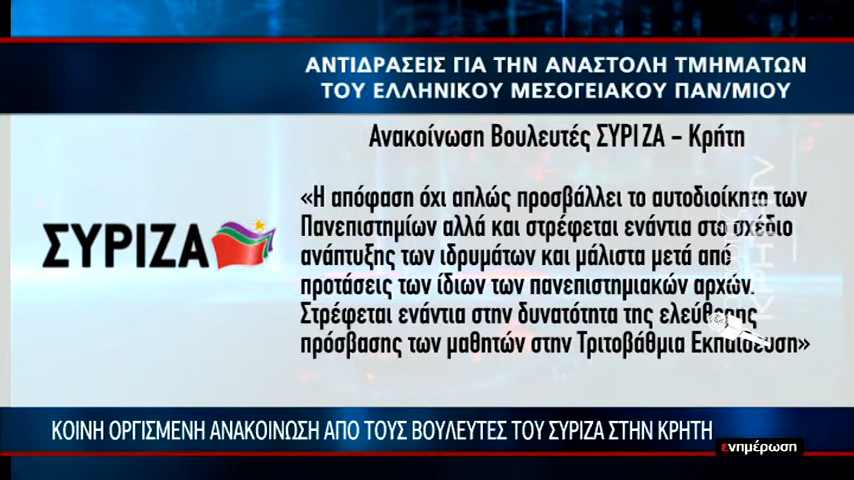 ΑΝΤΙΔΡΑΣΕΙΣ ΓΙΑ ΤΗΝ ΑΝΑΣΤΟΛΗ ΤΜΗΜΑΤΩΝ
ΤΟΥ ΕΛΛΗΝΙΚΟΥ ΜΕΣΟΓΕΙΑΚΟΥ ΠΑΝ/ΜΙΟΥ
Ανακοίνωση Βουλευτές ΣΥΡΙΖΑ – Κρήτη
«Η απόφαση όχι απλώς προσβάλλει το αυτοδιοίκητο των
Πανεπιστημίων αλλά και στρέφεται ενάντια στο σχέδιο
ανάπτυξης των ιδρυμάτων και μάλιστα μετά από
προτάσεις των ίδιων των πανεπιστημιακών αρχών.
Στρέφεται ενάντια στην δυνατότητα της ελεύθερης
πρόσβασης των μαθητών στην Τριτοβάθμια Εκπαίδευση»
ΣΥΡΙΖΑ
ΚΡΗΤΗ TV
ΚΟΙΝΗ ΟΡΓΙΣΜΕΝΗ ΑΝΑΚΟΙΝΩΣΗ ΑΠΟ ΤΟΥΣ ΒΟΥΛΕΥΤΕΣ ΤΟΥ ΣΥΡΙΖΑ ΣΤΗΝ ΚΡΗΤΗ
ενημέρωση